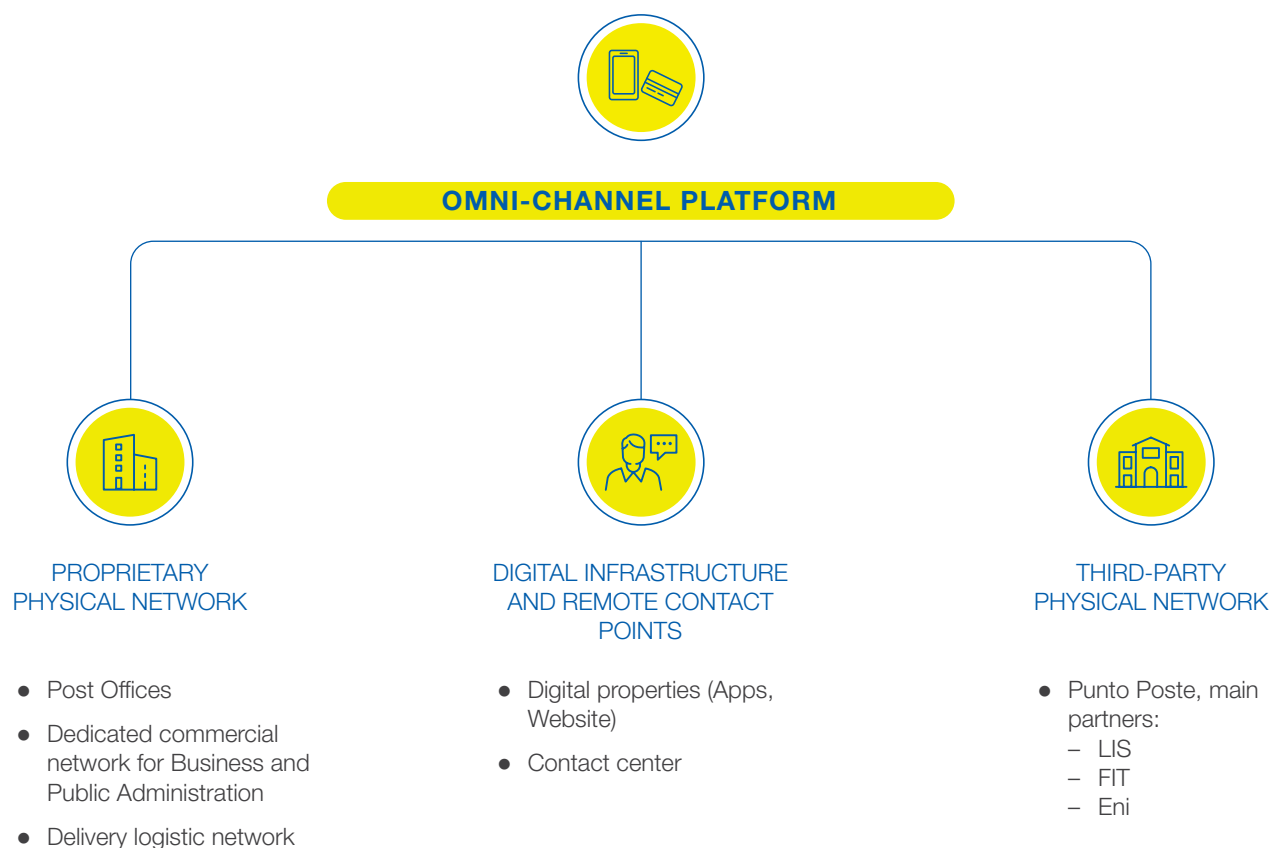 OMNI-CHANNEL PLATFORM
PROPRIETARY
PHYSICAL NETWORK
● Post Offices
● Dedicated commercial
network for Business and
Public Administration
● Delivery logistic network
DIGITAL INFRASTRUCTURE
AND REMOTE CONTACT
POINTS
● Digital properties (Apps,
Website)
● Contact center
THIRD-PARTY
PHYSICAL NETWORK
● Punto Poste, main
partners:
– LIS
– FIT
– Eni